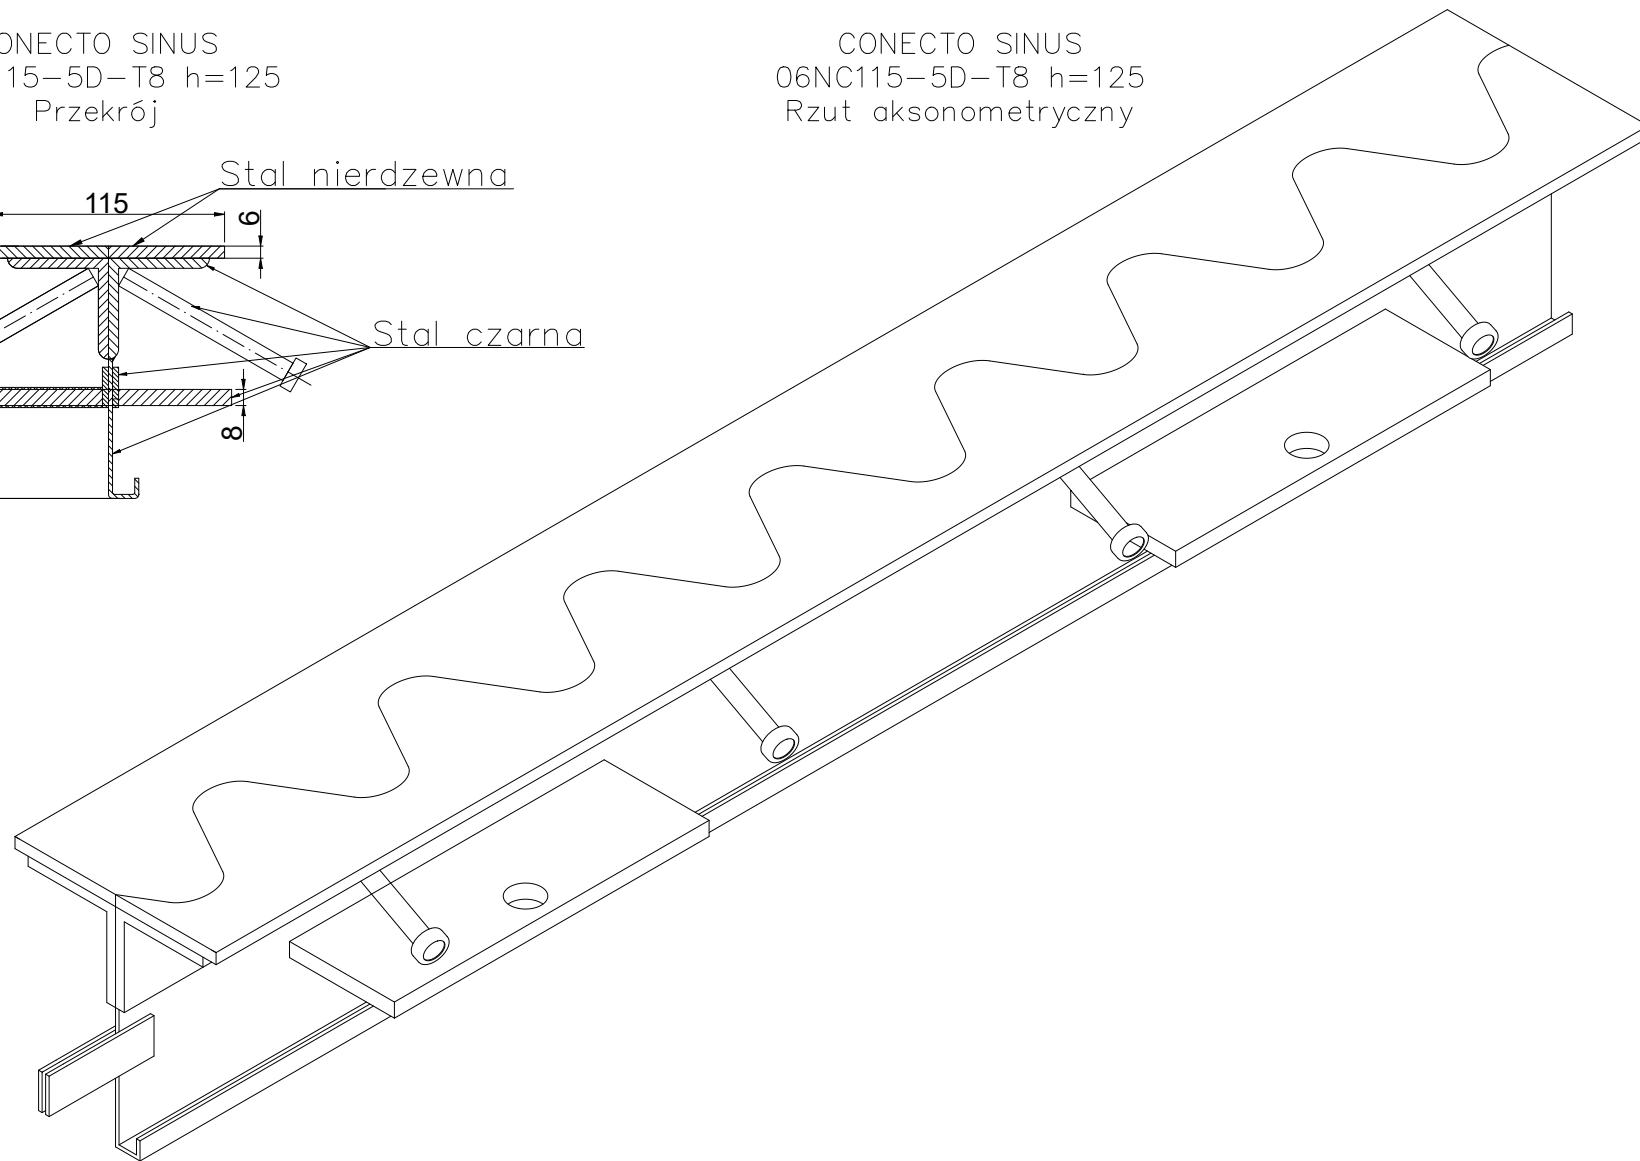 ONECTO SINUS
15-5D-T8 h=125
Przekrój
CONECTO SINUS
06NC115-5D-T8 h=125
Rzut aksonometryczny
Stal nierdzewna
115
6
Stal czarna
8